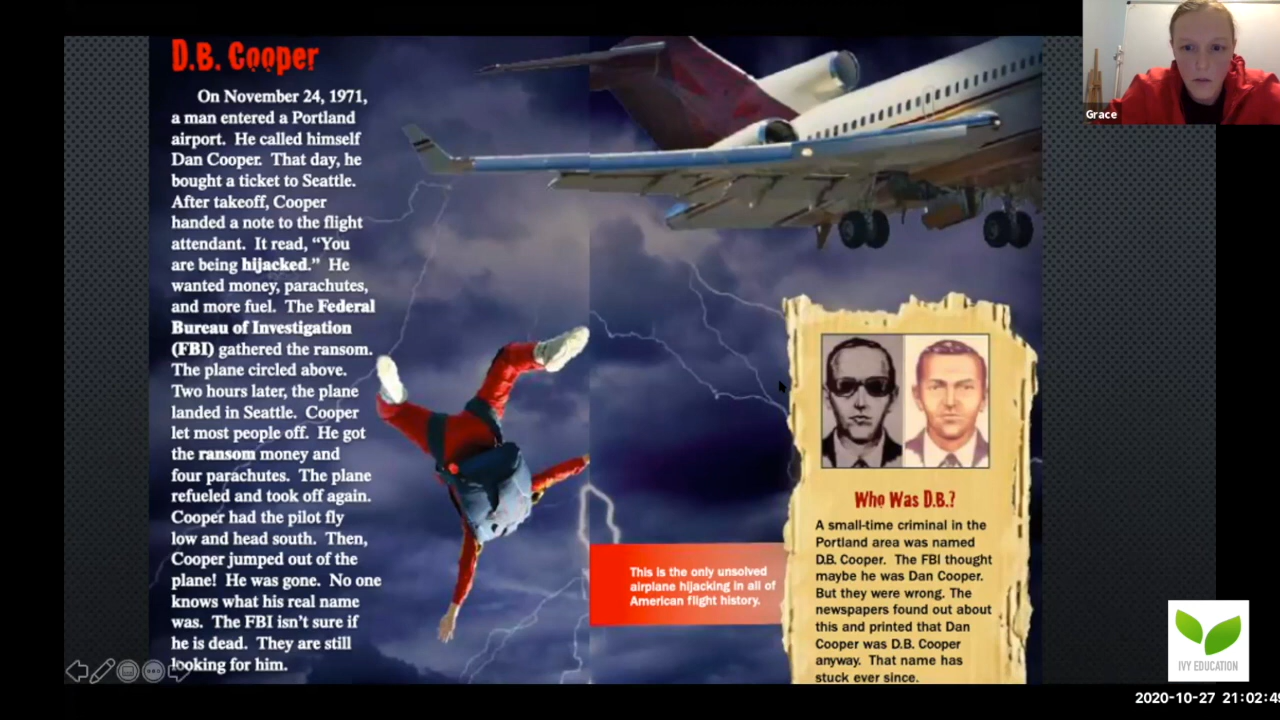 D.B. Cooper
On November 24, 1971,
a man entered a Portland
airport. He called himself
Dan Cooper. That day, he
bought a ticket to Seattle.
After takeoff, Cooper
handed a note to the flight
attendant. It read, “You
are being hijacked.” He
wanted money, parachutes,
and more fuel. The Federal
Bureau of Investigation
(FBI) gathered the ransom.
The plane circled above.
Two hours later, the plane
landed in Seattle. Cooper
let most people off. He got
the ransom money and
four parachutes. The plane
refueled and took off again.
Cooper had the pilot fly
low and head south. Then,
Cooper jumped out of the
plane! He was gone. No one
knows what his real name
was. The FBI isn’t sure if
he is dead. They are still
looking for him.
This is the only unsolved
airplane hijacking in all of
American flight history.
Who Was D.B.?
A small-time criminal in the
Portland area was named
D.B. Cooper. The FBI thought
maybe he was Dan Cooper.
But they were wrong. The
newspapers found out about
this and printed that Dan
Cooper was D.B. Cooper
anyway. That name has
stuck ever since.
Grace
IVY EDUCATION
2020-10-27 21:02:49